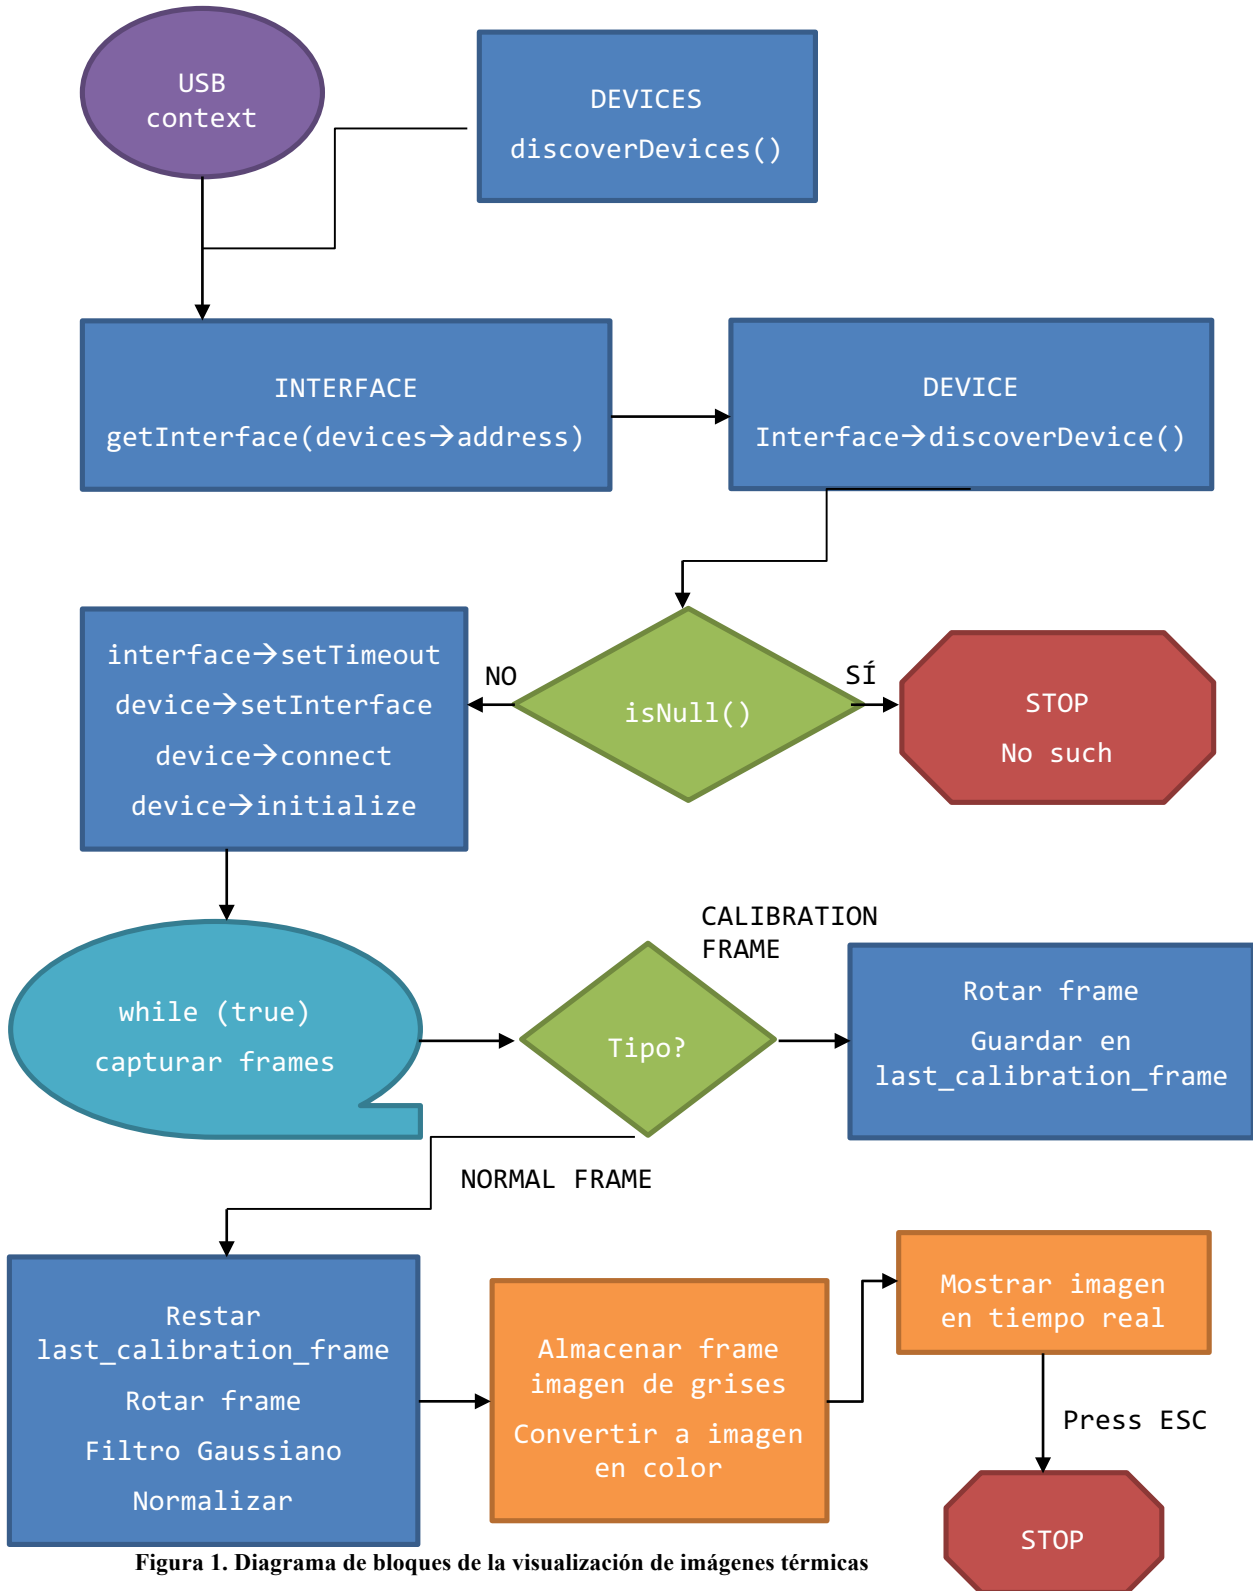 USB
context
DEVICES
discoverDevices()
INTERFACE
getInterface(devices→address)
DEVICE
Interface→discoverDevice()
interface→setTimeout
device→setInterface
device→connect
device→initialize
NO
isNull()
SÍ
STOP
No such
while (true)
capturar frames
Tipo?
CALIBRATION
FRAME
Rotar frame
Guardar en
last_calibration_frame
NORMAL FRAME
Restar
last_calibration_frame
Rotar frame
Filtro Gaussiano
Normalizar
Almacenar frame
imagen de grises
Convertir a imagen
en color
Mostrar imagen
en tiempo real
Press ESC
STOP
Figura 1. Diagrama de bloques de la visualización de imágenes térmicas